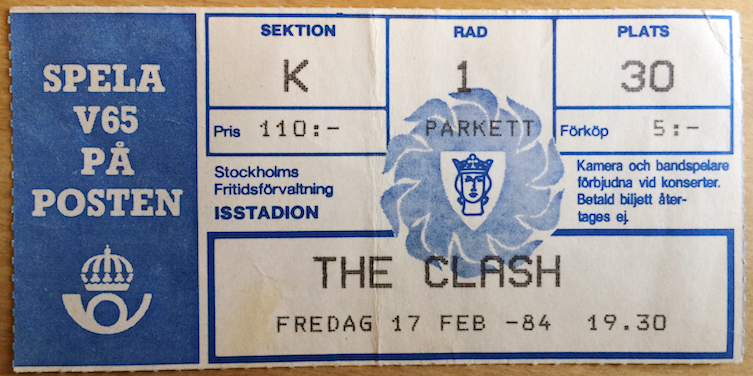 SPELA
V65
PÅ
POSTEN
SEKTION
K
RAD
1
PLATS
30
Pris 110:-
PARKETT
Förköp 5:-
Stockholms
Fritidsförvaltning
ISSTADION
Kamera och bandspelare
förbjudna vid konserter.
Betald biljett åter-
tages ej.
THE CLASH
FREDAG 17 FEB -84 19.30